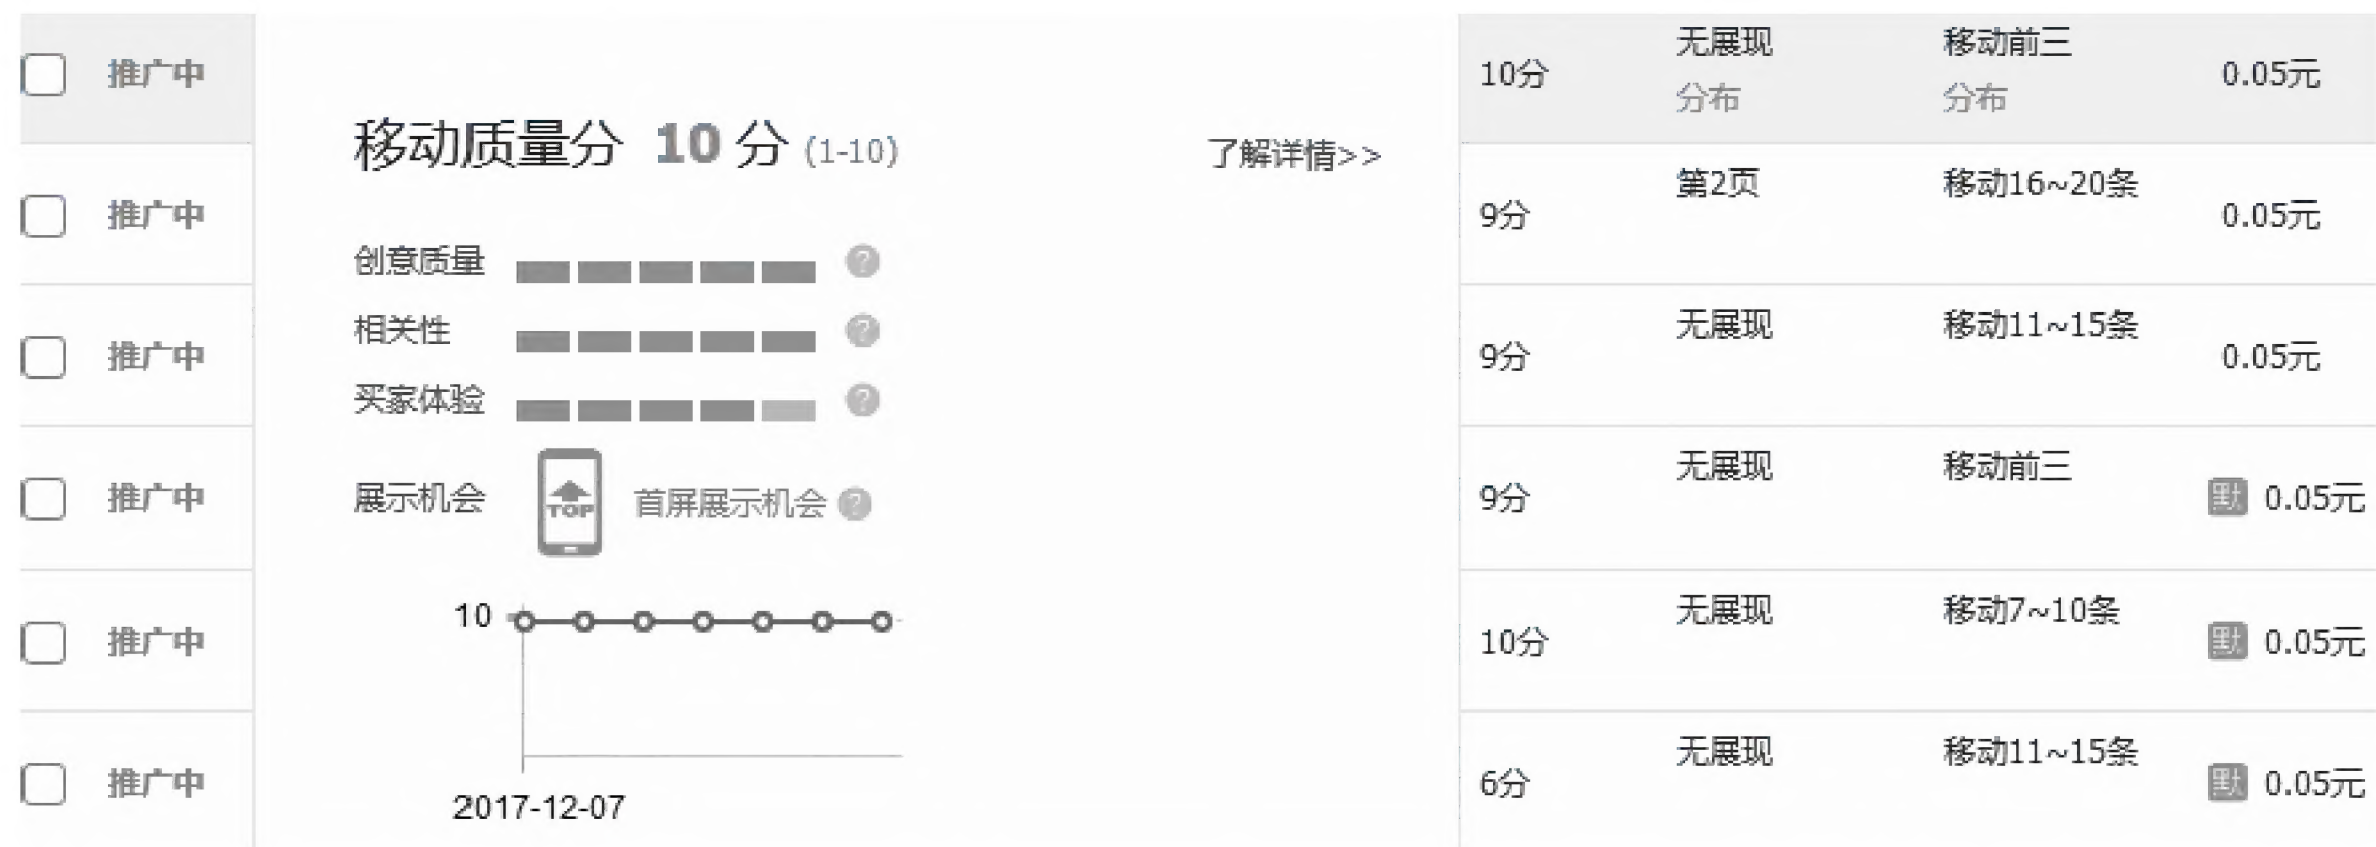 推广中
推广中
推广中
推广中
推广中
推广中
移动质量分 10 分 (1-10)
了解详情>>
创意质量 ?
相关性 ?
买家体验 ?
展示机会 TOP 首屏展示机会 ?
10
2017-12-07
10分 无展现 移动前三 0.05元
分布 分布
9分 第2页 移动16~20条 0.05元
9分 无展现 移动11~15条 0.05元
9分 无展现 移动前三 默 0.05元
10分 无展现 移动7~10条 默 0.05元
6分 无展现 移动11~15条 默 0.05元